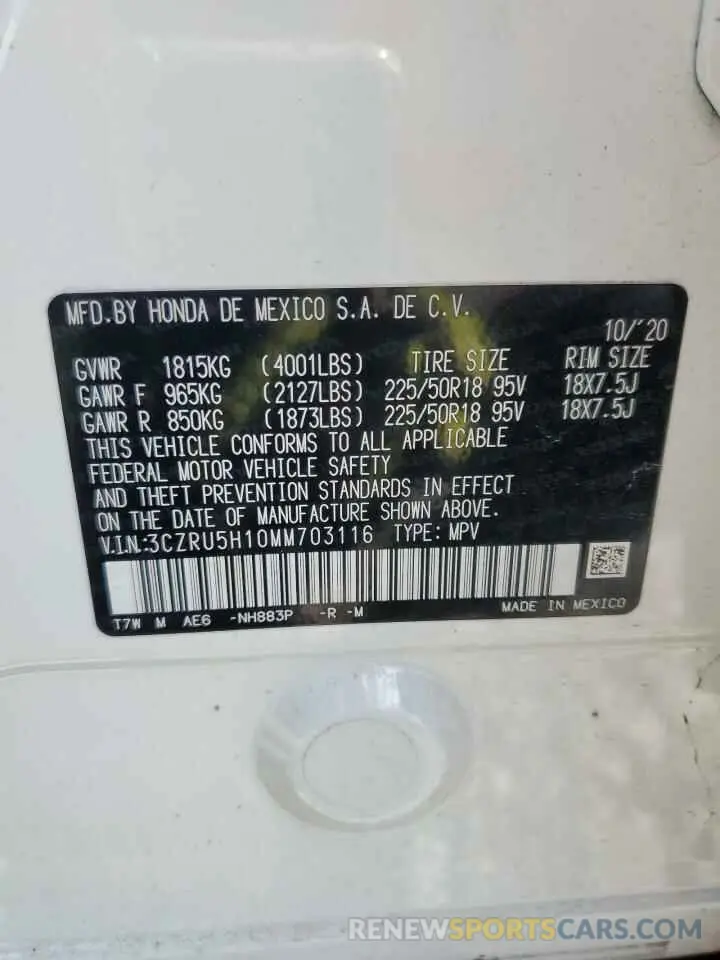 MFD.BY HONDA DE MEXICO S.A. DE C.V.
10/'20
GVWR 1815KG (4001LBS) TIRE SIZE RIM SIZE
GAWR F 965KG (2127LBS) 225/50R18 95V 18X7.5J
GAWR R 850KG (1873LBS) 225/50R18 95V 18X7.5J
THIS VEHICLE CONFORMS TO ALL APPLICABLE
FEDERAL MOTOR VEHICLE SAFETY
AND THEFT PREVENTION STANDARDS IN EFFECT
ON THE DATE OF MANUFACTURE SHOWN ABOVE.
V.I.N.:3CZRU5H10MM703116 TYPE: MPV
T7W M AE6 -NH883P -R -M MADE IN MEXICO
RENEWSPORTSCARS.COM